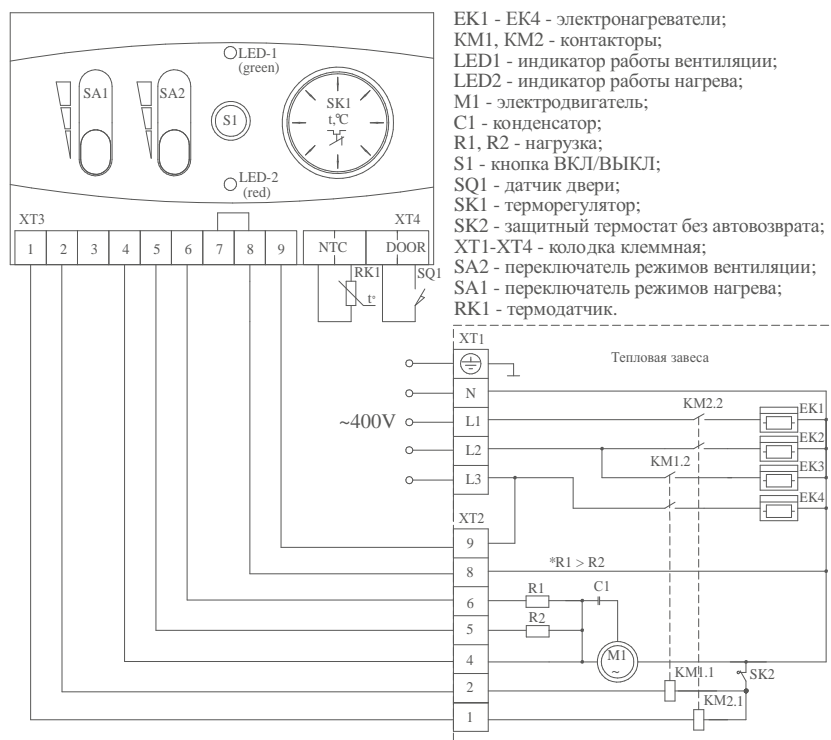 LED-1
(green)
SA1
SA2
S1
SK1
t,°C
LED-2
(red)
XT3
XT4
1 2 3 4 5 6 7 8 9 NTC DOOR
RK1
t°
SQ1
EK1 - EK4 - электронагреватели;
KM1, KM2 - контакторы;
LED1 - индикатор работы вентиляции;
LED2 - индикатор работы нагрева;
M1 - электродвигатель;
C1 - конденсатор;
R1, R2 - нагрузка;
S1 - кнопка ВКЛ/ВЫКЛ;
SQ1 - датчик двери;
SK1 - терморегулятор;
SK2 - защитный термостат без автовозврата;
XT1-XT4 - колодка клеммная;
SA2 - переключатель режимов вентиляции;
SA1 - переключатель режимов нагрева;
RK1 - термодатчик.
XT1
Тепловая завеса
N
~400V
L1
KM2.2
EK1
L2
EK2
KM1.2
EK3
L3
EK4
XT2
9
8
*R1 > R2
6
R1
C1
5
R2
4
M1
~
SK2
2
KM1.1
1
KM2.1